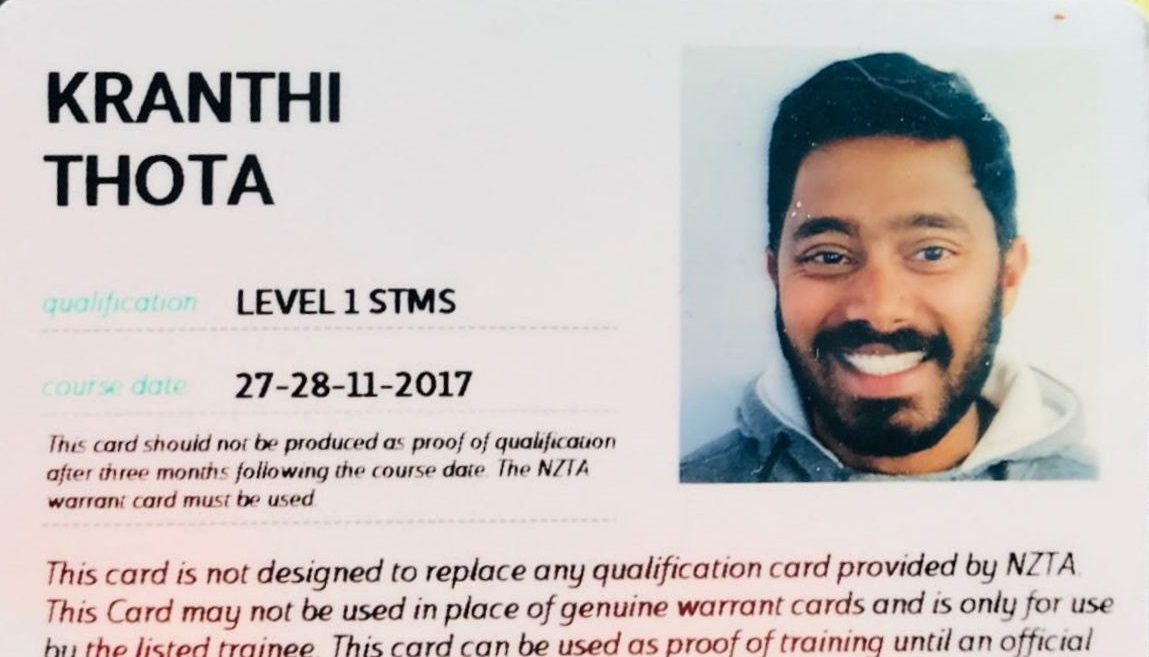 KRANTHI
THOTA
qualification LEVEL 1 STMS
course date 27-28-11-2017
This card should not be produced as proof of qualification
after three months following the course date. The NZTA
warrant card must be used.
This card is not designed to replace any qualification card provided by NZTA.
This Card may not be used in place of genuine warrant cards and is only for use
by the listed trainee. This card can be used as proof of training until an official